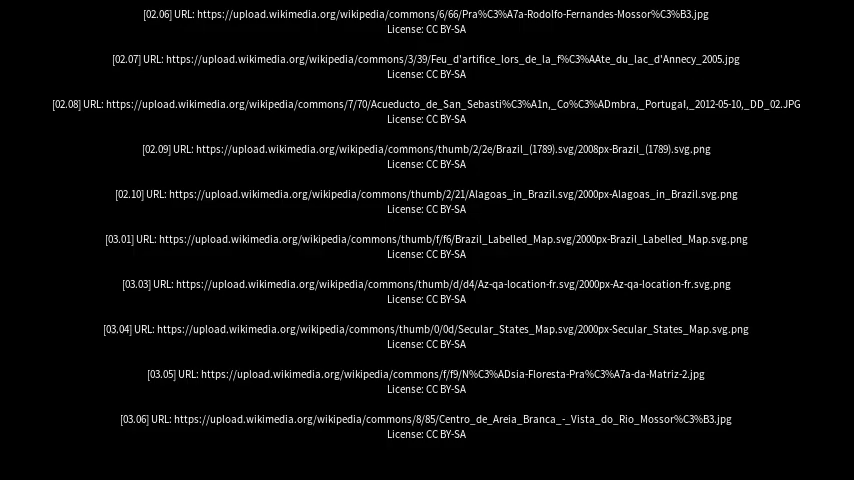 [02.06] URL: https://upload.wikimedia.org/wikipedia/commons/6/66/Pra%C3%A7a-Rodolfo-Fernandes-Mossor%C3%B3.jpg
License: CC BY-SA
[02.07] URL: https://upload.wikimedia.org/wikipedia/commons/3/39/Feu_d'artifice_lors_de_la_f%C3%AAte_du_lac_d'Annecy_2005.jpg
License: CC BY-SA
[02.08] URL: https://upload.wikimedia.org/wikipedia/commons/7/70/Acueducto_de_San_Sebasti%C3%A1n,_Co%C3%ADmbra,_Portugal,_2012-05-10,_DD_02.JPG
License: CC BY-SA
[02.09] URL: https://upload.wikimedia.org/wikipedia/commons/thumb/2/2e/Brazil_(1789).svg/2008px-Brazil_(1789).svg.png
License: CC BY-SA
[02.10] URL: https://upload.wikimedia.org/wikipedia/commons/thumb/2/21/Alagoas_in_Brazil.svg/2000px-Alagoas_in_Brazil.svg.png
License: CC BY-SA
[03.01] URL: https://upload.wikimedia.org/wikipedia/commons/thumb/f/f6/Brazil_Labelled_Map.svg/2000px-Brazil_Labelled_Map.svg.png
License: CC BY-SA
[03.03] URL: https://upload.wikimedia.org/wikipedia/commons/thumb/d/d4/Az-qa-location-fr.svg/2000px-Az-qa-location-fr.svg.png
License: CC BY-SA
[03.04] URL: https://upload.wikimedia.org/wikipedia/commons/thumb/0/0d/Secular_States_Map.svg/2000px-Secular_States_Map.svg.png
License: CC BY-SA
[03.05] URL: https://upload.wikimedia.org/wikipedia/commons/f/f9/N%C3%ADsia-Floresta-Pra%C3%A7a-da-Matriz-2.jpg
License: CC BY-SA
[03.06] URL: https://upload.wikimedia.org/wikipedia/commons/8/85/Centro_de_Areia_Branca_-_Vista_do_Rio_Mossor%C3%B3.jpg
License: CC BY-SA